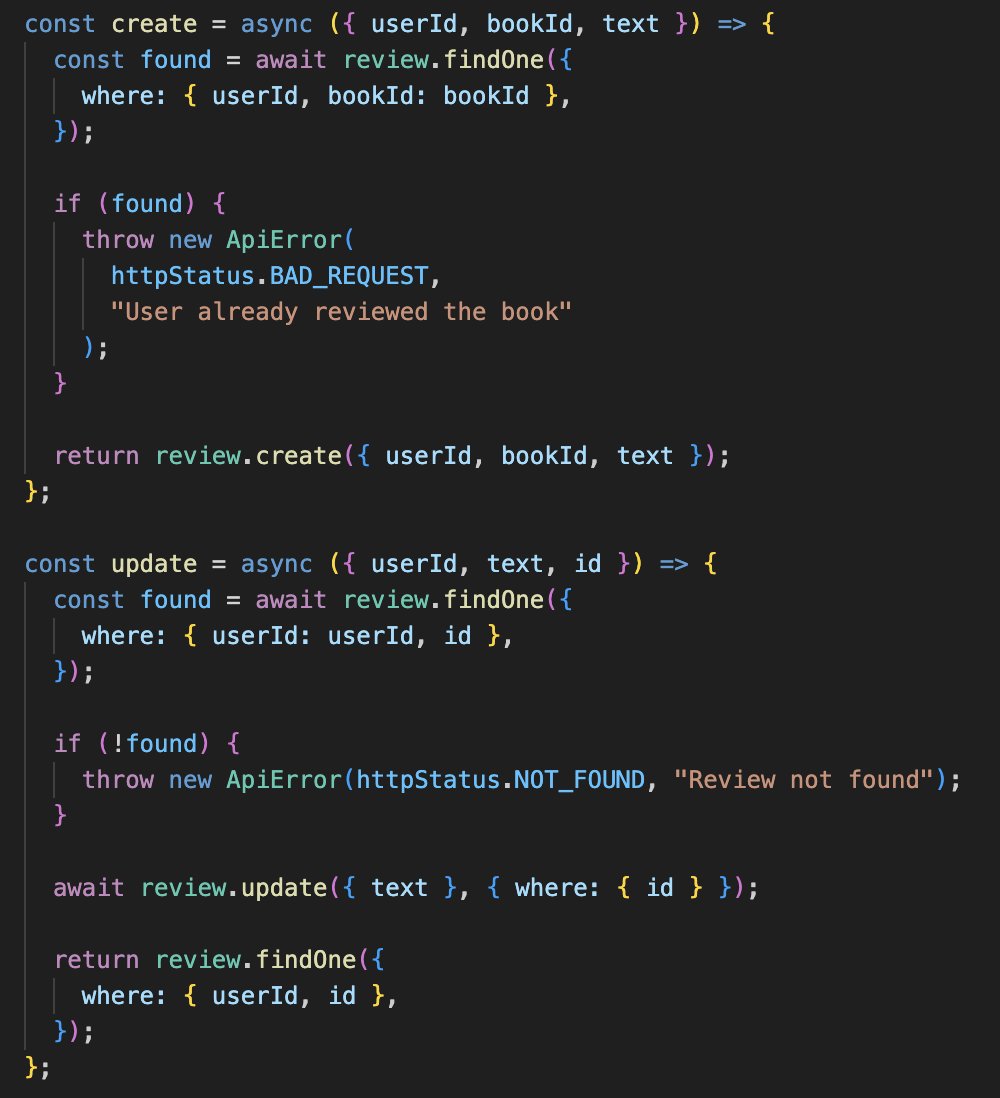 const create = async ({ userId, bookId, text }) => {
  const found = await review.findOne({
    where: { userId, bookId: bookId },
  });

  if (found) {
    throw new ApiError(
      httpStatus.BAD_REQUEST,
      "User already reviewed the book"
    );
  }

  return review.create({ userId, bookId, text });
};

const update = async ({ userId, text, id }) => {
  const found = await review.findOne({
    where: { userId: userId, id },
  });

  if (!found) {
    throw new ApiError(httpStatus.NOT_FOUND, "Review not found");
  }

  await review.update({ text }, { where: { id } });

  return review.findOne({
    where: { userId, id },
  });
};